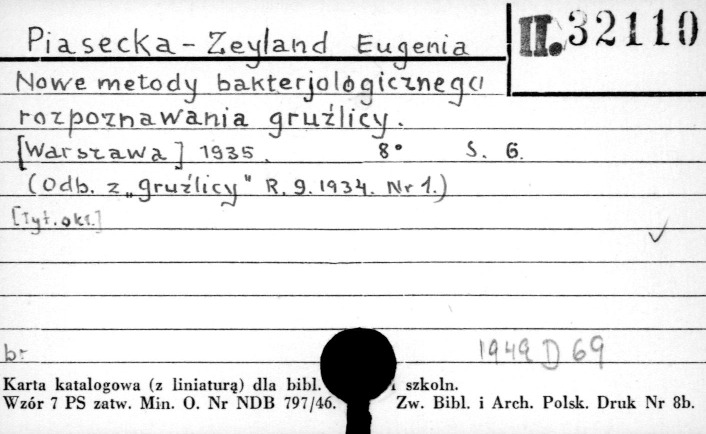 Piasecka-Zeyland Eugenia
II. 32110
Nowe metody bakterjologicznego
rozpoznawania gruźlicy.
[Warszawa] 1935. 8° S. 6.
(Odb. z „gruźlicy" R. 9. 1934. Nr 1.)
[Tyt. okł.]
br
1949 D 69
Karta katalogowa (z liniaturą) dla bibl. szkoln.
Wzór 7 PS zatw. Min. O. Nr NDB 797/46. Zw. Bibl. i Arch. Polsk. Druk Nr 8b.